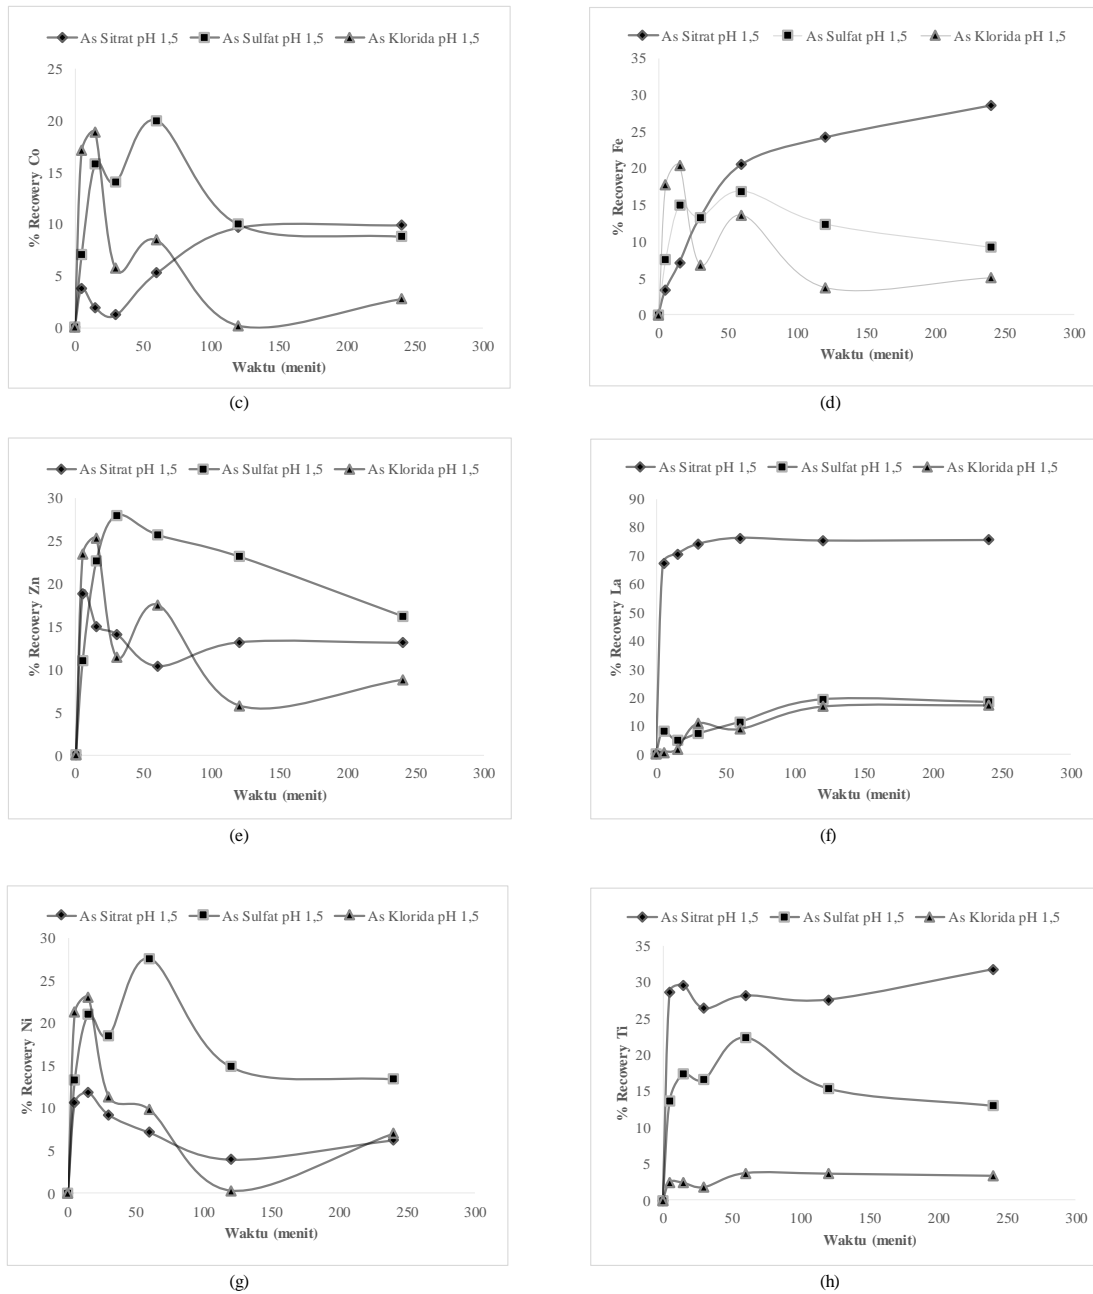 As Sitrat pH 1,5 As Sulfat pH 1,5 As Klorida pH 1,5
25
20
15
10
5
0
% Recovery Co
0 50 100 150 200 250 300
Waktu (menit)
(c)
As Sitrat pH 1,5 As Sulfat pH 1,5 As Klorida pH 1,5
35
30
25
20
15
10
5
0
% Recovery Fe
0 50 100 150 200 250 300
Waktu (menit)
(d)
As Sitrat pH 1,5 As Sulfat pH 1,5 As Klorida pH 1,5
30
25
20
15
10
5
0
% Recovery Zn
0 50 100 150 200 250 300
Waktu (menit)
(e)
As Sitrat pH 1,5 As Sulfat pH 1,5 As Klorida pH 1,5
90
80
70
60
50
40
30
20
10
0
% Recovery La
0 50 100 150 200 250 300
Waktu (menit)
(f)
As Sitrat pH 1,5 As Sulfat pH 1,5 As Klorida pH 1,5
30
25
20
15
10
5
0
% Recovery Ni
0 50 100 150 200 250 300
Waktu (menit)
(g)
As Sitrat pH 1,5 As Sulfat pH 1,5 As Klorida pH 1,5
35
30
25
20
15
10
5
0
% Recovery Ti
0 50 100 150 200 250 300
Waktu (menit)
(h)